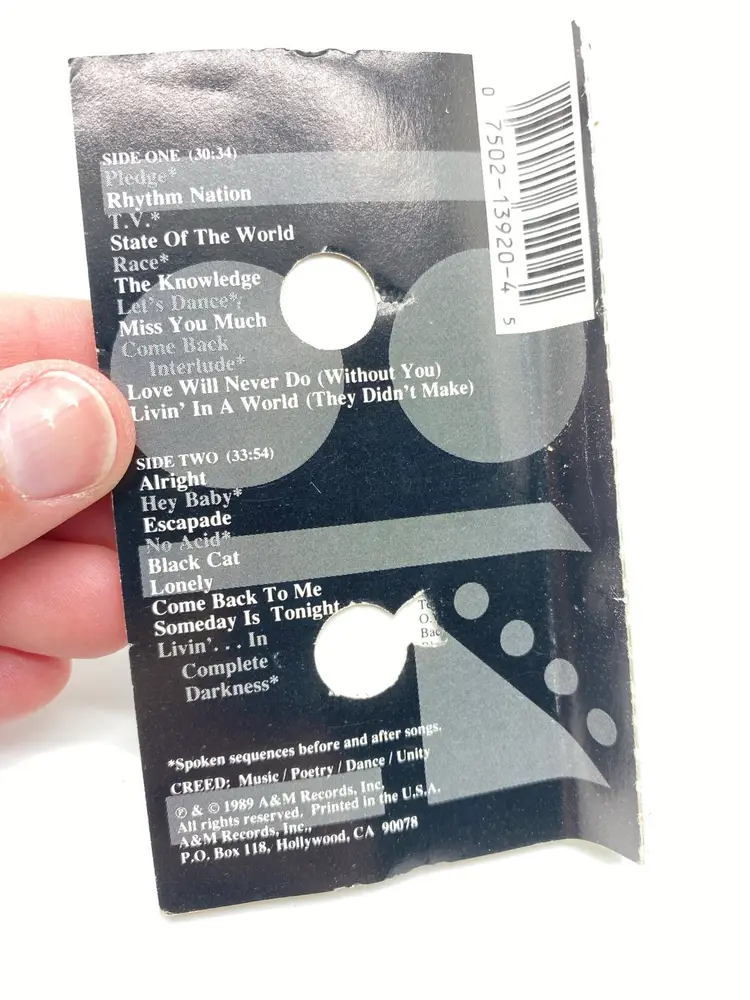 SIDE ONE (30:34)
Pledge*
Rhythm Nation
T.V.*
State Of The World
Race*
The Knowledge
Let's Dance*
Miss You Much
Come Back
Interlude*
Love Will Never Do (Without You)
Livin' In A World (They Didn't Make)
SIDE TWO (33:54)
Alright
Hey Baby*
Escapade
No Acid*
Black Cat
Lonely
Come Back To Me
Someday Is Tonight
Livin'... In
Complete
Darkness*
*Spoken sequences before and after songs.
CREED: Music / Poetry / Dance / Unity
℗ & © 1989 A&M Records, Inc.
All rights reserved. Printed in the U.S.A.
A&M Records, Inc.,
P.O. Box 118, Hollywood, CA 90078
0 7502-13920-4 5